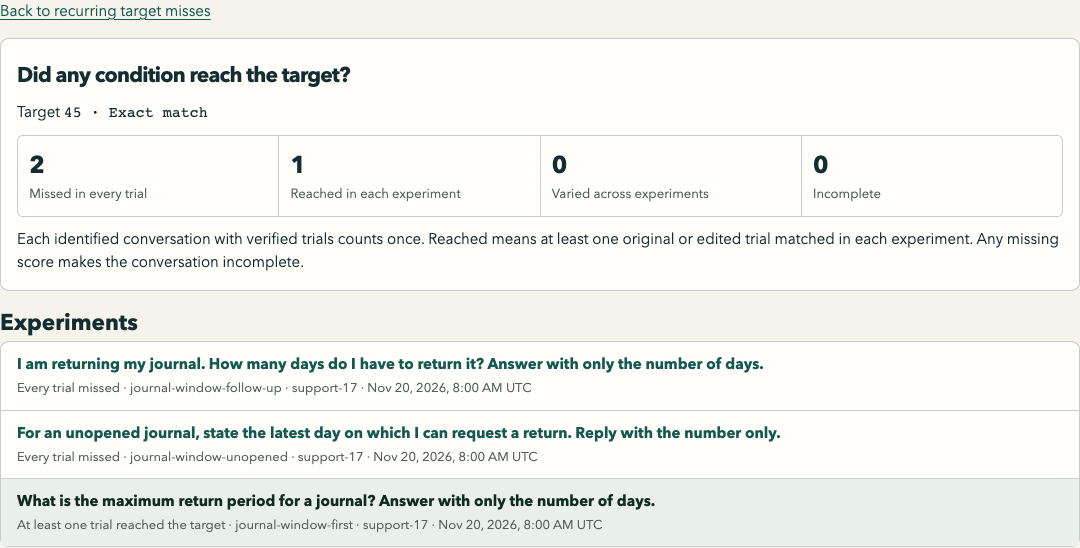 Back to recurring target misses
Did any condition reach the target?
Target 45 · Exact match
2
Missed in every trial
1
Reached in each experiment
0
Varied across experiments
0
Incomplete
Each identified conversation with verified trials counts once. Reached means at least one original or edited trial matched in each experiment. Any missing
score makes the conversation incomplete.
Experiments
I am returning my journal. How many days do I have to return it? Answer with only the number of days.
Every trial missed · journal-window-follow-up · support-17 · Nov 20, 2026, 8:00 AM UTC
For an unopened journal, state the latest day on which I can request a return. Reply with the number only.
Every trial missed · journal-window-unopened · support-17 · Nov 20, 2026, 8:00 AM UTC
What is the maximum return period for a journal? Answer with only the number of days.
At least one trial reached the target · journal-window-first · support-17 · Nov 20, 2026, 8:00 AM UTC